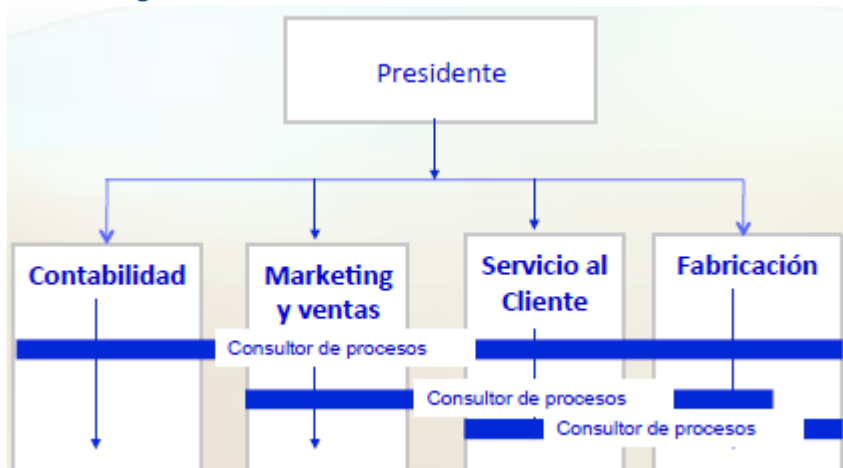 Presidente
Contabilidad
Marketing
y ventas
Servicio al
Cliente
Fabricación
Consultor de procesos
Consultor de procesos
Consultor de procesos